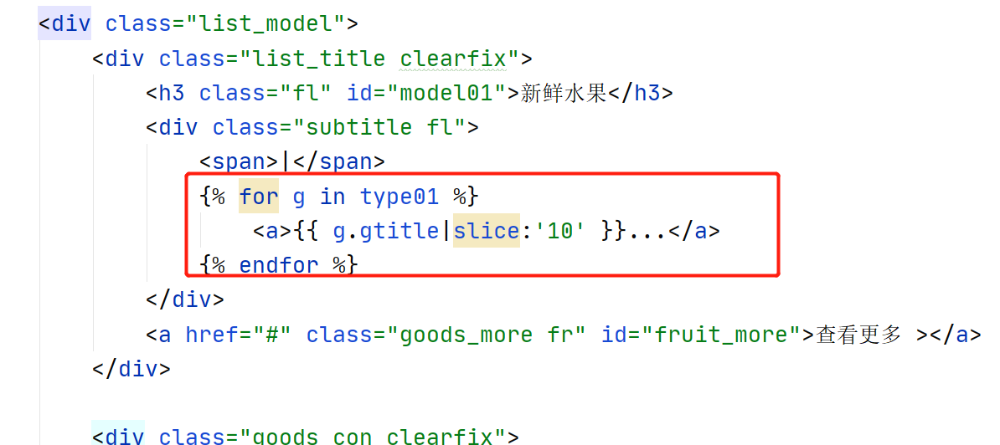 <div class="list_model">
<div class="list_title clearfix">
<h3 class="fl" id="model01">新鲜水果</h3>
<div class="subtitle fl">
<span>|</span>
{% for g in type01 %}
<a>{{ g.gtitle|slice:'10' }}...</a>
{% endfor %}
</div>
<a href="#" class="goods_more fr" id="fruit_more">查看更多 ></a>
</div>
<div class="goods_con clearfix">